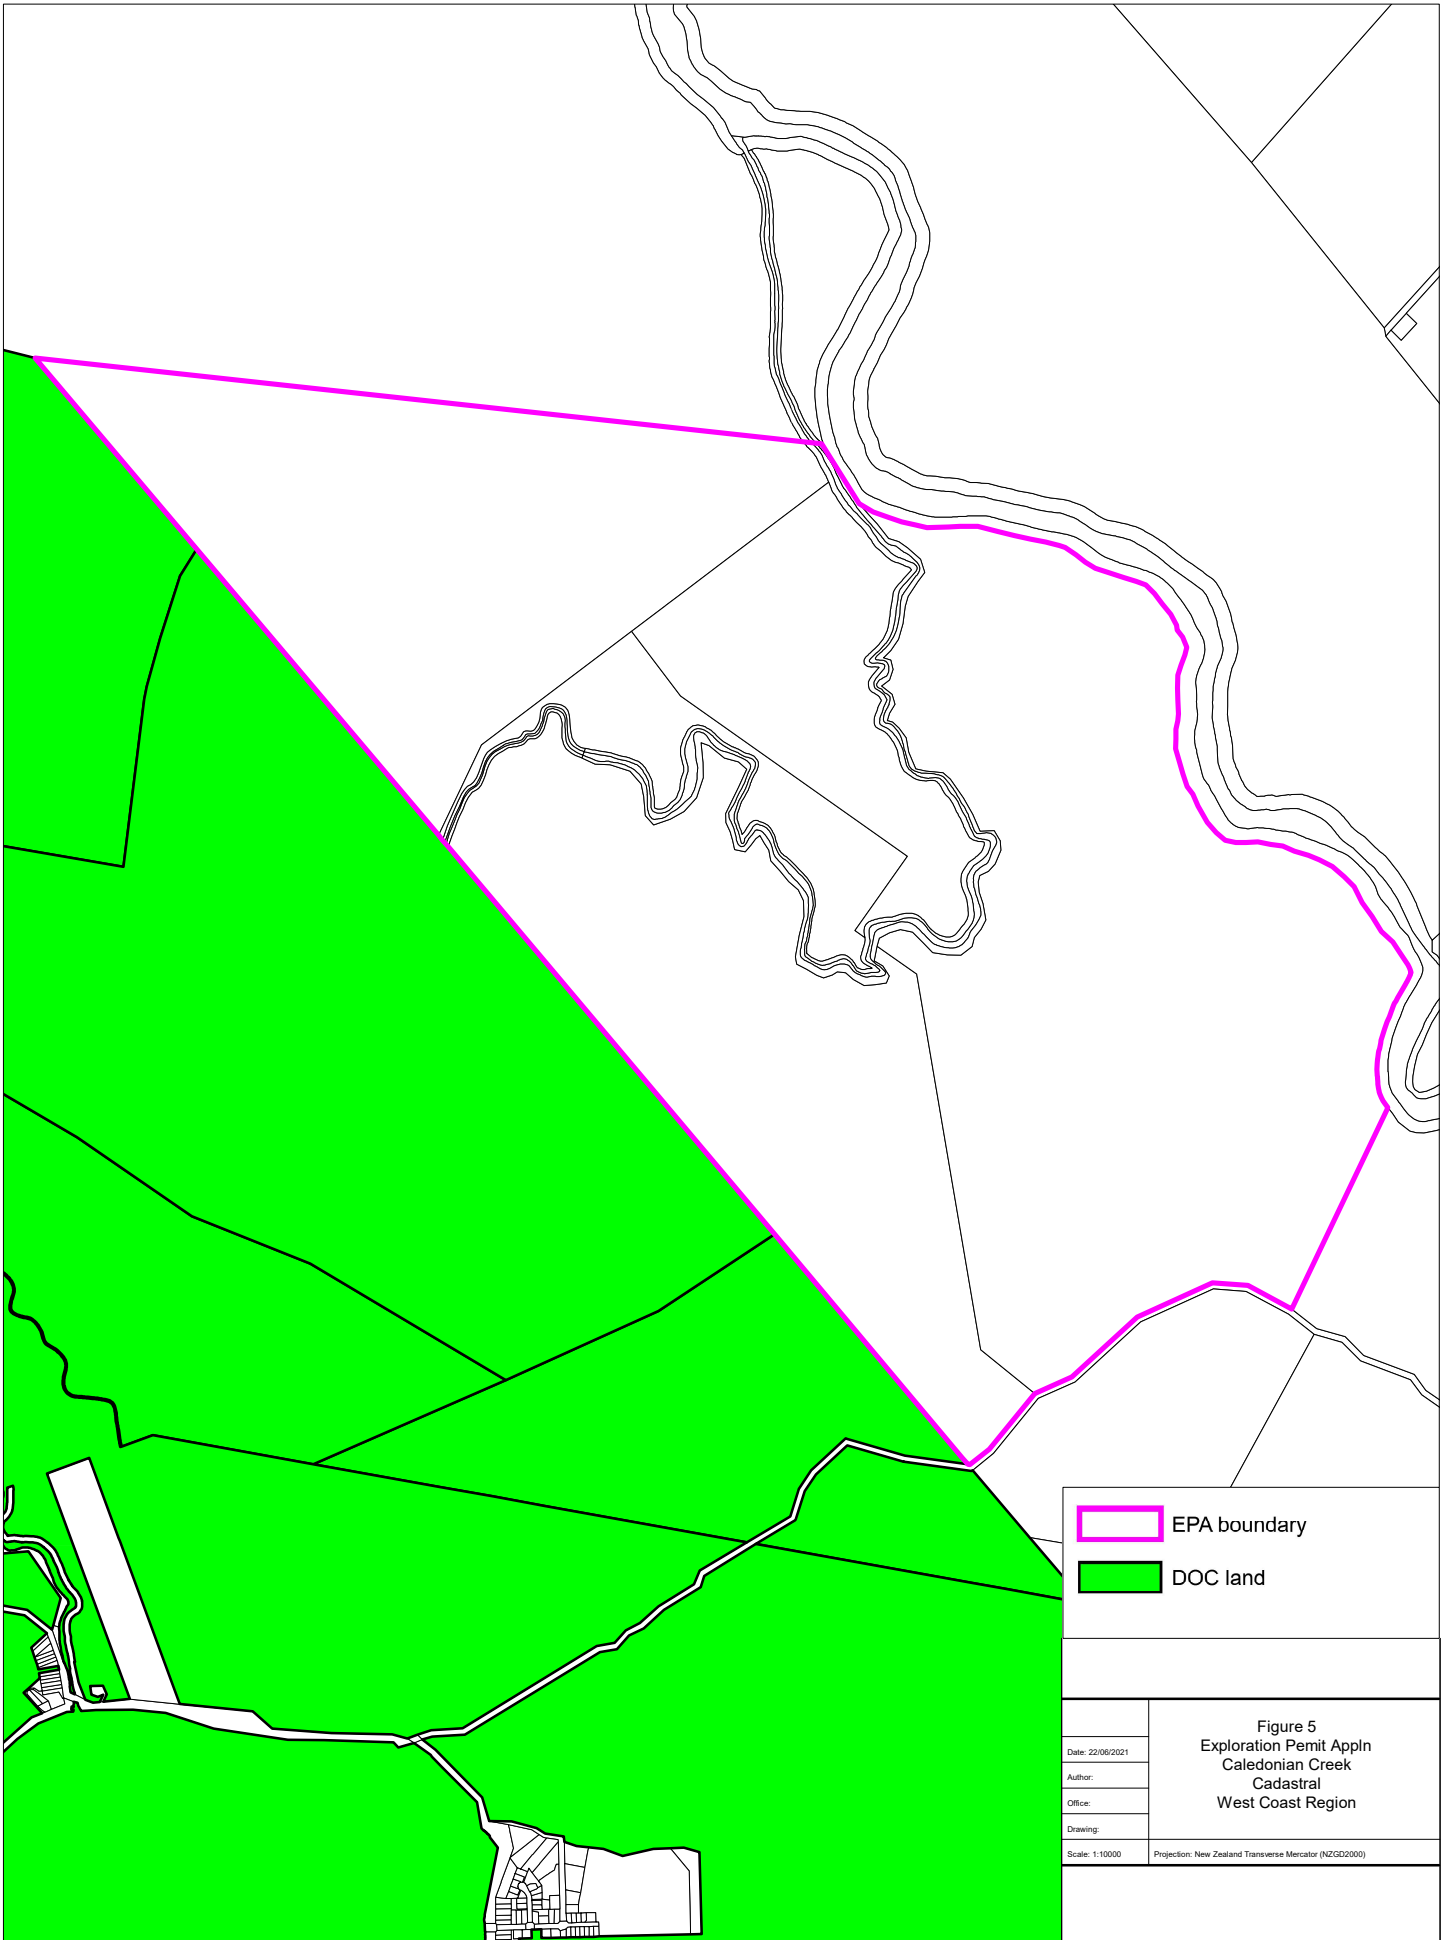 EPA boundary
DOC land
Figure 5
Exploration Pemit Appln
Caledonian Creek
Cadastral
West Coast Region
Date: 22/06/2021
Author:
Office:
Drawing:
Scale: 1:10000
Projection: New Zealand Transverse Mercator (NZGD2000)